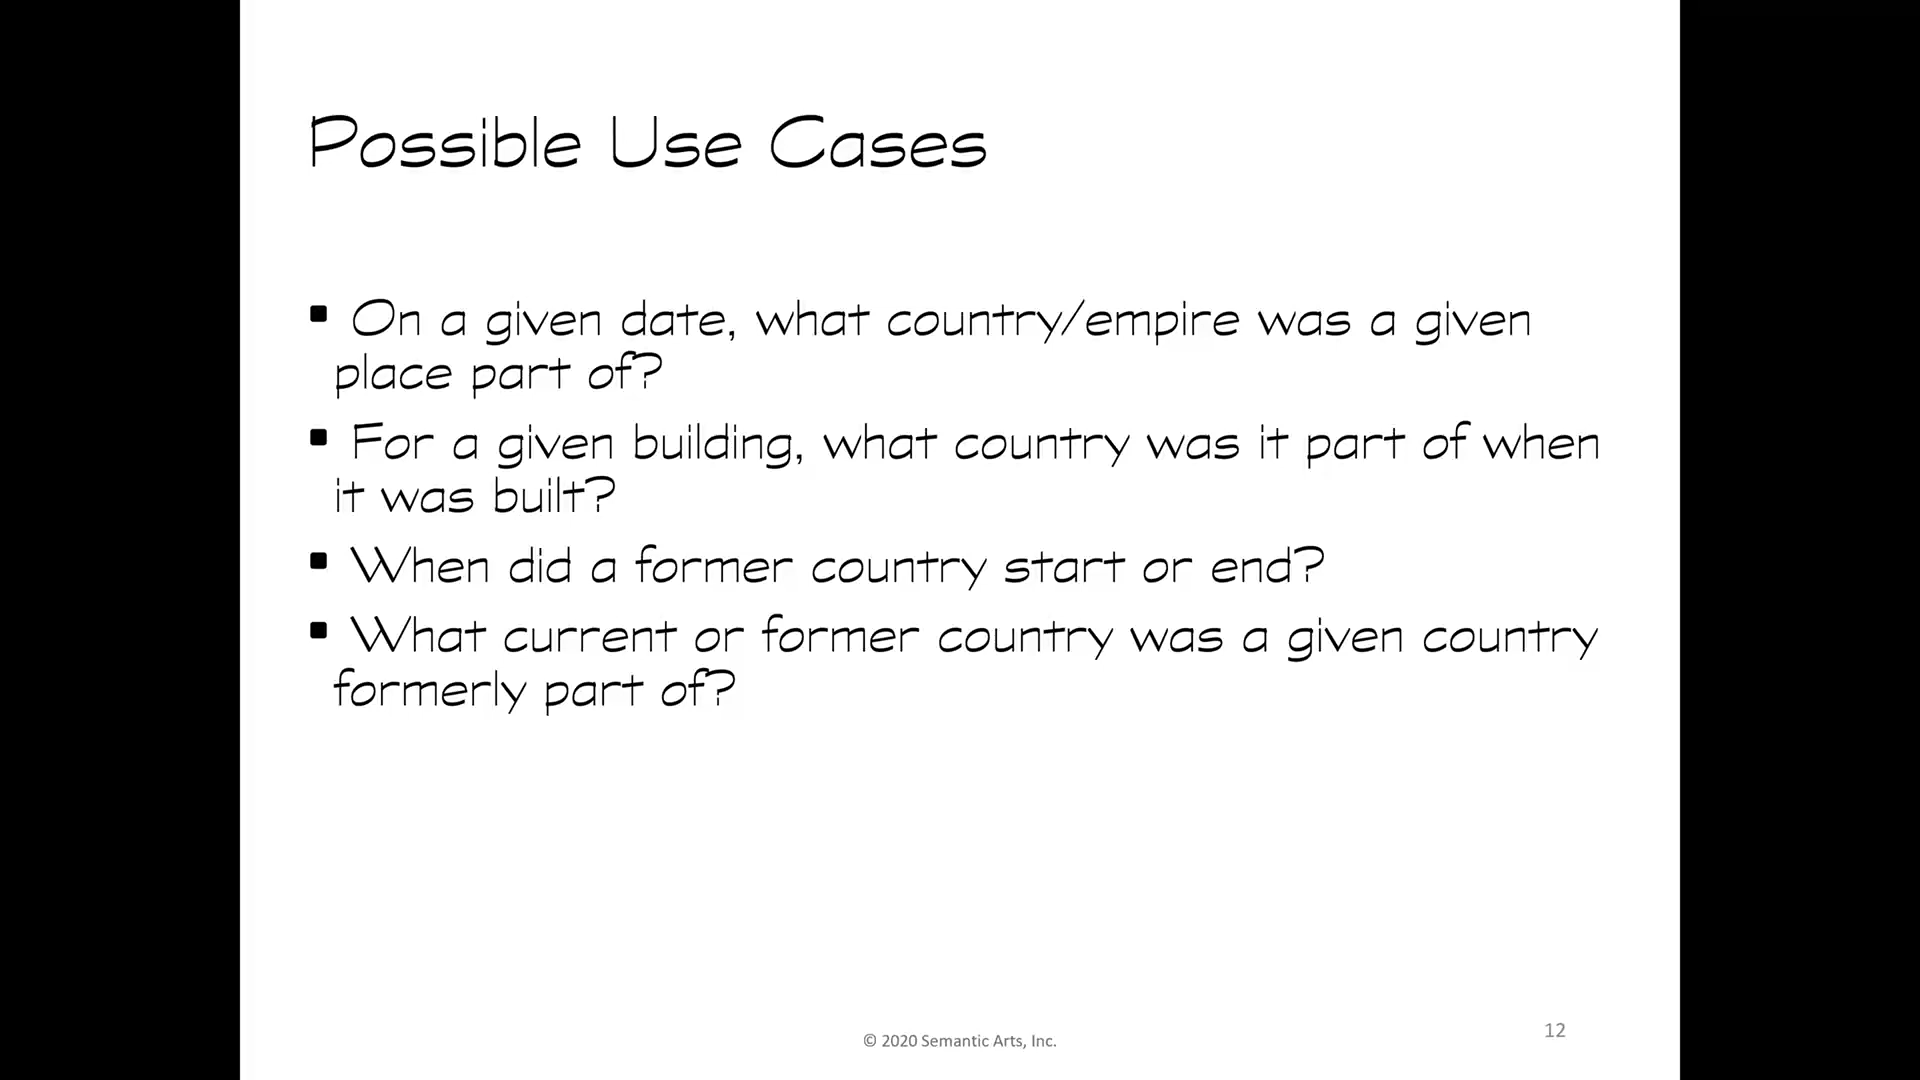 Possible Use Cases
▪ On a given date, what country/empire was a given
place part of?
▪ For a given building, what country was it part of when
it was built?
▪ When did a former country start or end?
▪ What current or former country was a given country
formerly part of?
© 2020 Semantic Arts, Inc.
12